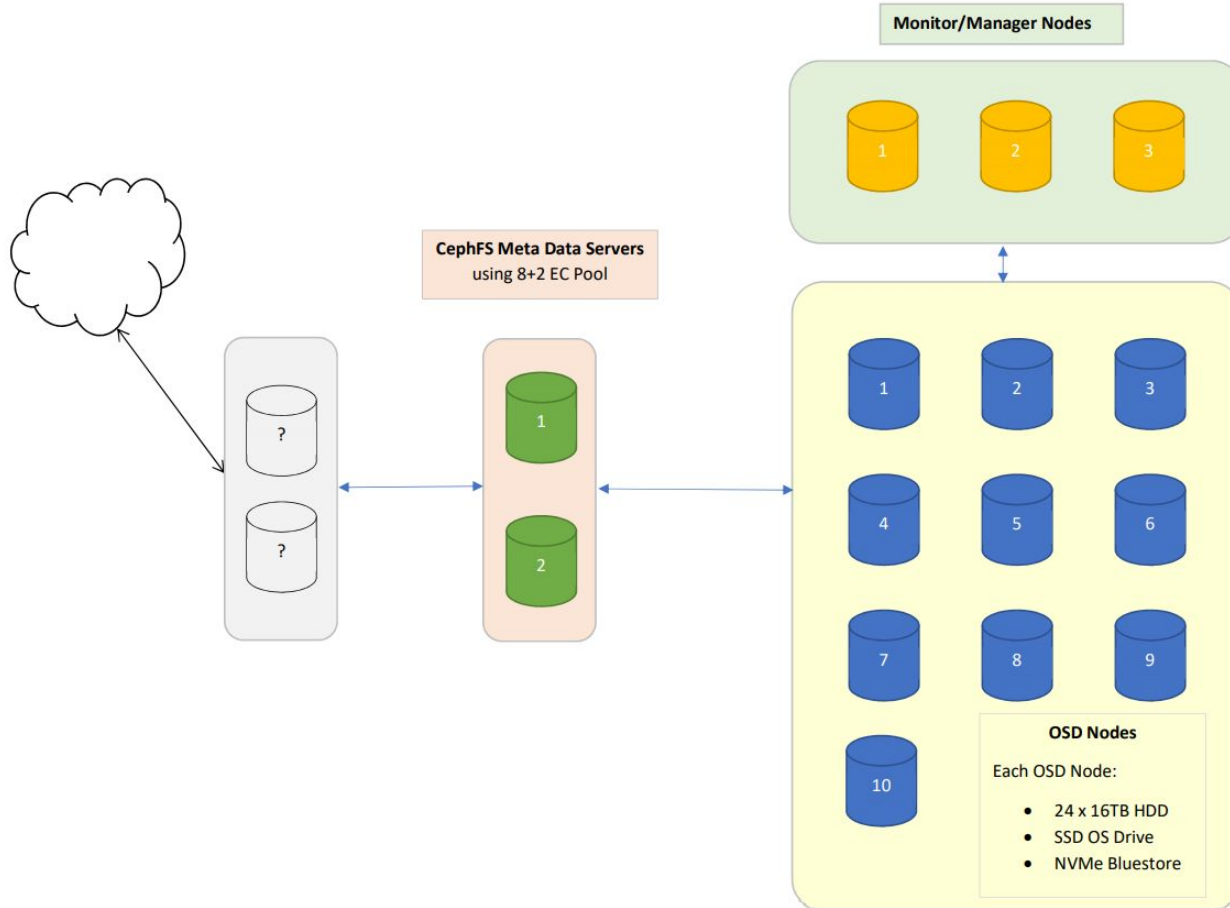 Monitor/Manager Nodes
1
2
3
CephFS Meta Data Servers
using 8+2 EC Pool
?
?
1
2
1
2
3
4
5
6
7
8
9
10
OSD Nodes
Each OSD Node:
• 24 x 16TB HDD
• SSD OS Drive
• NVMe Bluestore